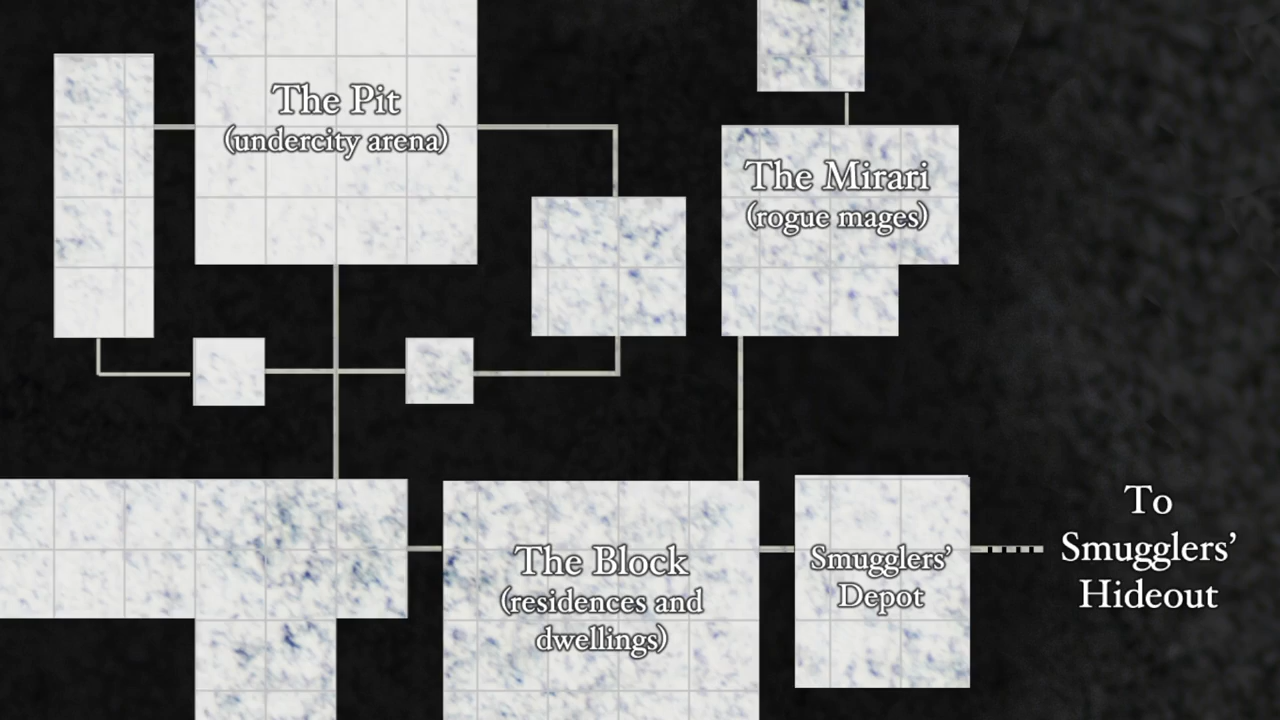 The Pit
(undercity arena)
The Mirari
(rogue mages)
The Block
(residences and
dwellings)
Smugglers’
Depot
To
Smugglers’
Hideout